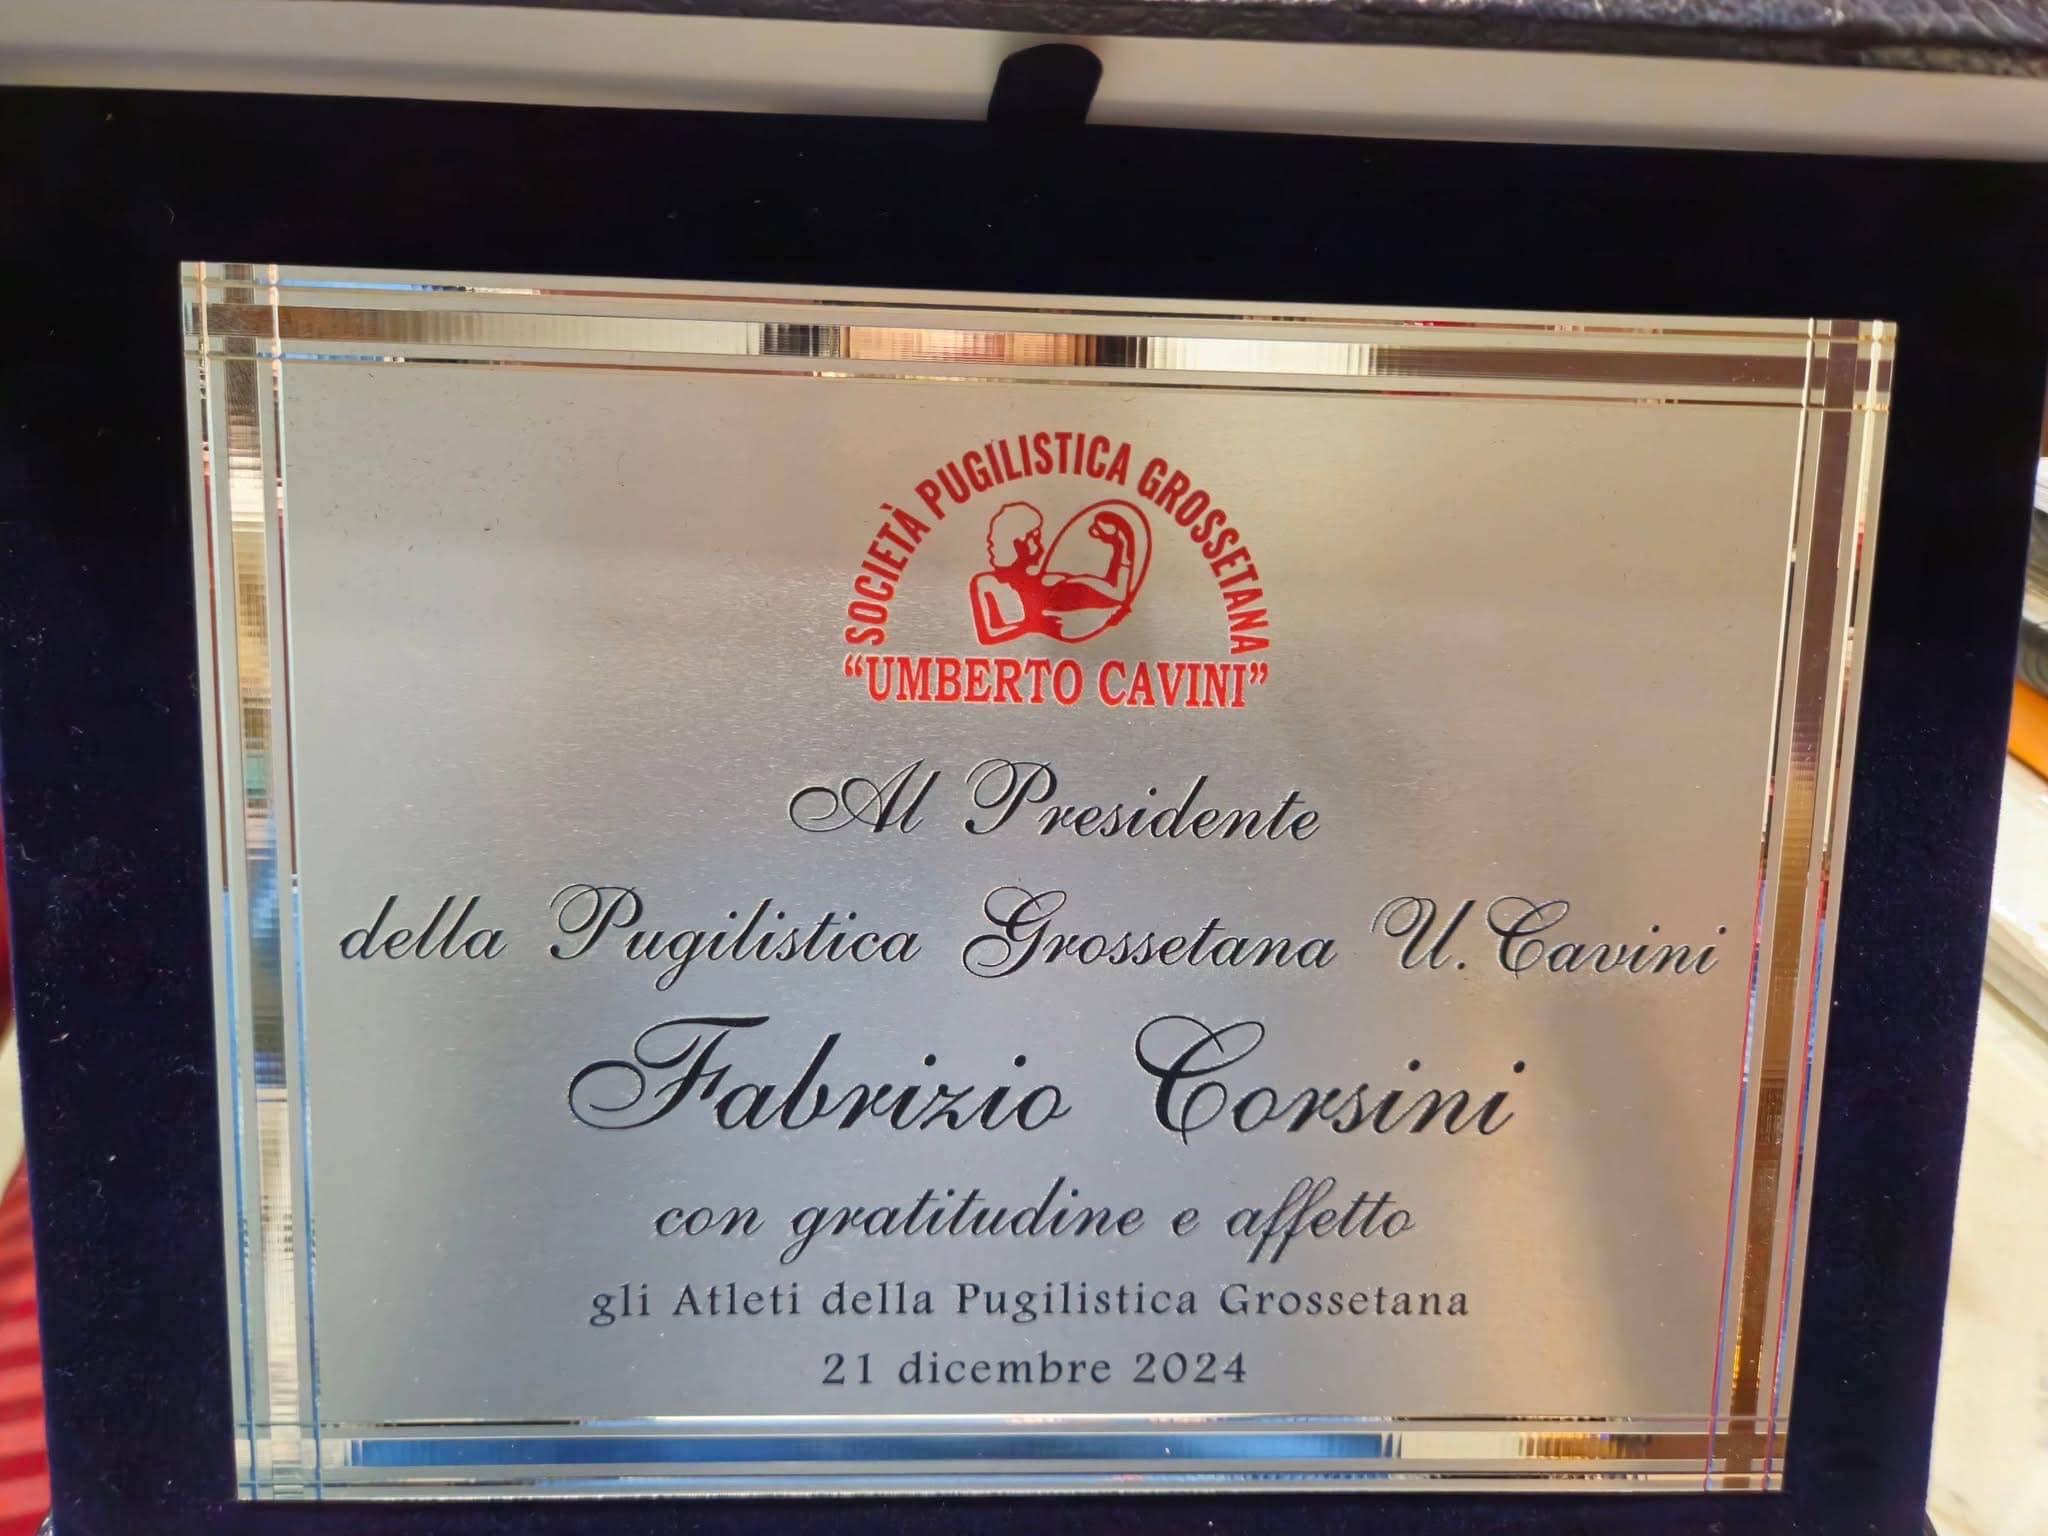 SOCIETÀ PUGILISTICA GROSSETANA
“UMBERTO CAVINI”
Al Presidente
della Pugilistica Grossetana U. Cavini
Fabrizio Corsini
con gratitudine e affetto
gli Atleti della Pugilistica Grossetana
21 dicembre 2024